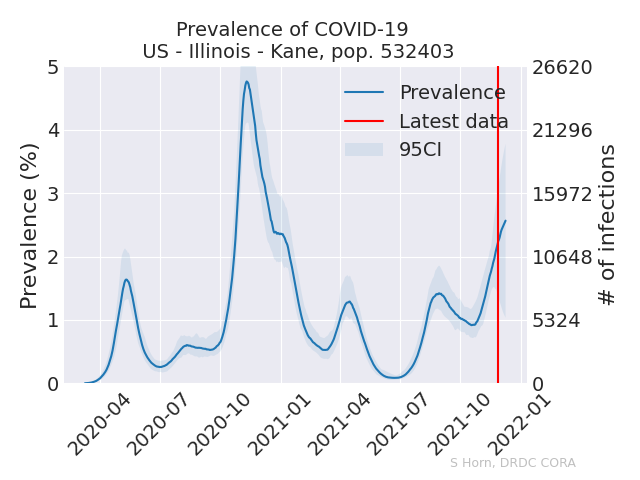 Prevalence of COVID-19
US - Illinois - Kane, pop. 532403
Prevalence (%)
5
4
3
2
1
0
26620
21296
15972
10648
5324
0
# of infections
Prevalence
Latest data
95CI
2020-04
2020-07
2020-10
2021-01
2021-04
2021-07
2021-10
2022-01
S Horn, DRDC CORA